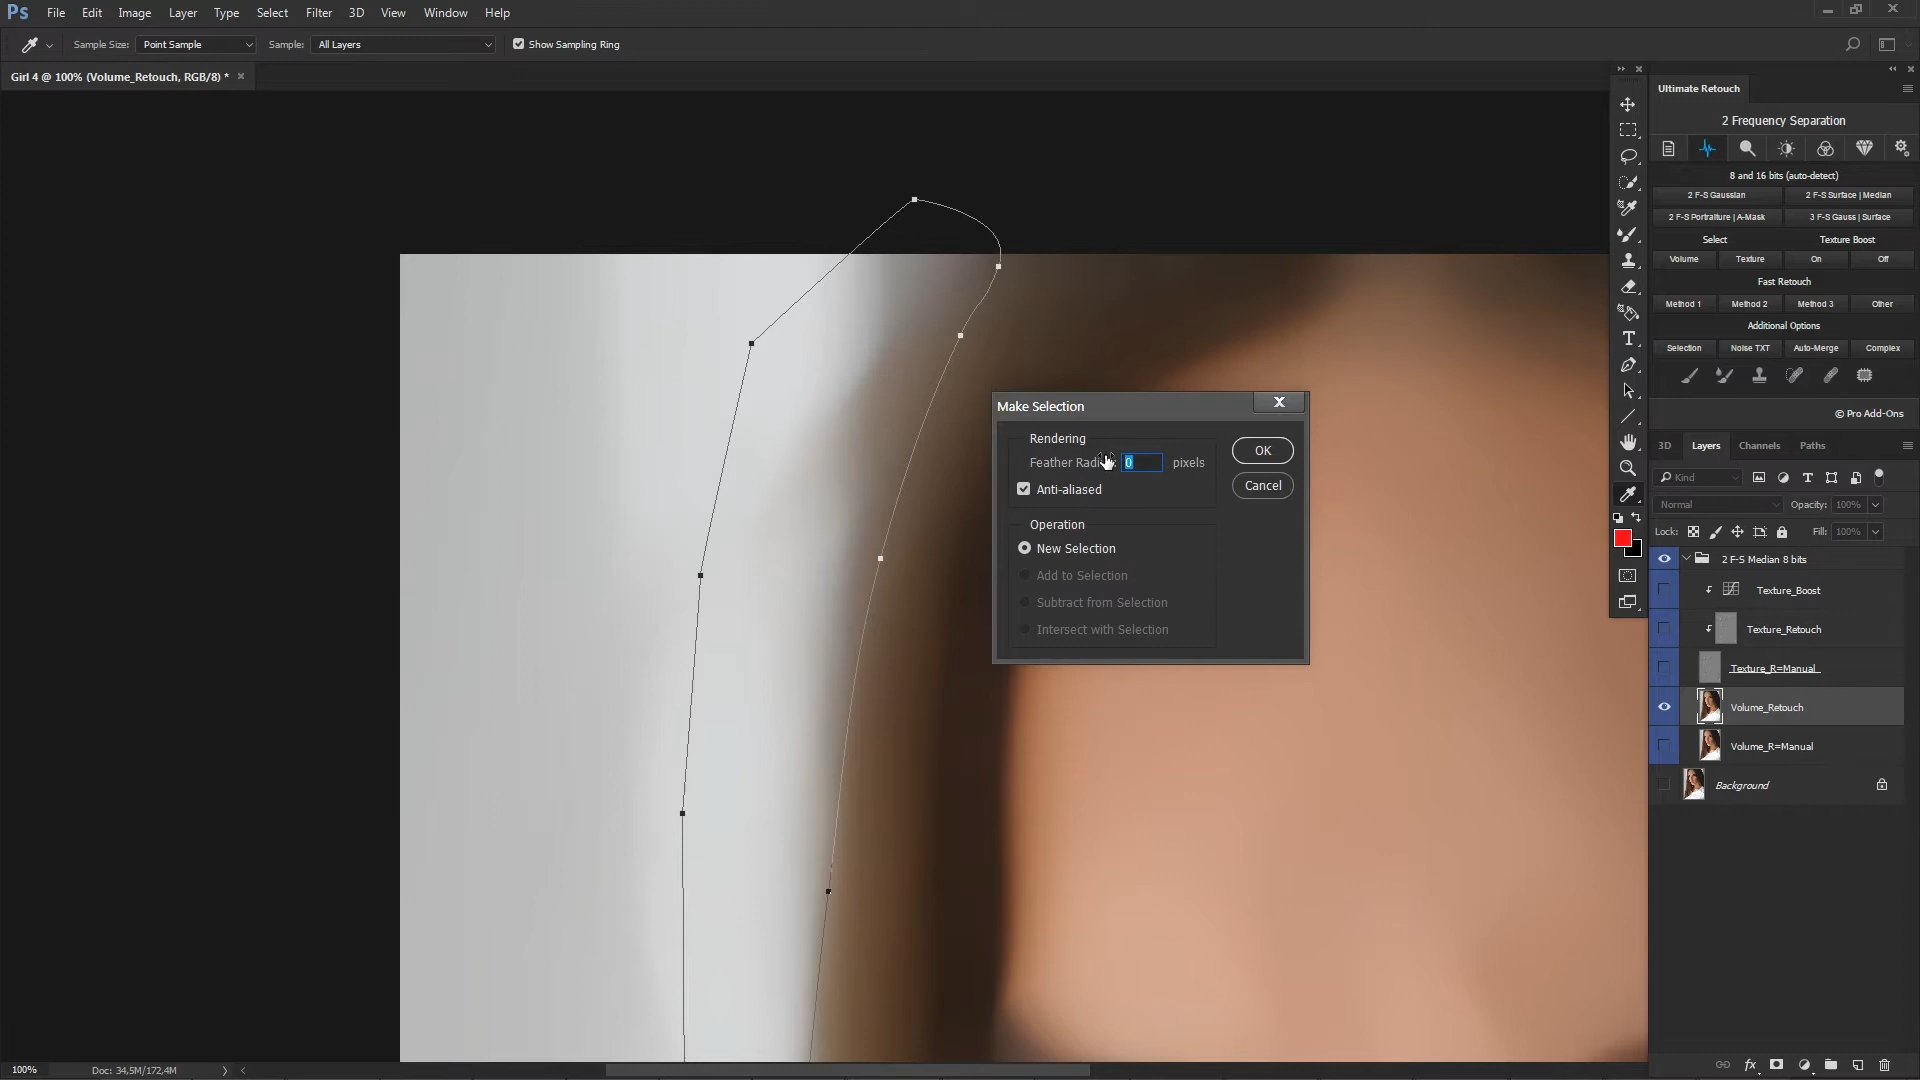 Ps File Edit Image Layer Type Select Filter 3D View Window Help
Sample Size: Point Sample Sample: All Layers Show Sampling Ring
Girl 4 @ 100% (Volume_Retouch, RGB/8) *
Ultimate Retouch
2 Frequency Separation
8 and 16 bits (auto-detect)
2 F-S Gaussian 2 F-S Surface | Median
2 F-S Portraiture | A-Mask 3 F-S Gauss | Surface
Select Texture Boost
Volume Texture On Off
Fast Retouch
Method 1 Method 2 Method 3 Other
Additional Options
Selection Noise TXT Auto-Merge Complex
© Pro Add-Ons
3D Layers Channels Paths
Kind
Normal Opacity: 100%
Lock: Fill: 100%
2 F-S Median 8 bits
Texture_Boost
Texture_Retouch
Texture_R=Manual
Volume_Retouch
Volume_R=Manual
Background
Make Selection
Rendering
Feather Radius: 0 pixels
Anti-aliased
Operation
New Selection
Add to Selection
Subtract from Selection
Intersect with Selection
OK
Cancel
100% Doc: 34,5M/172,4M